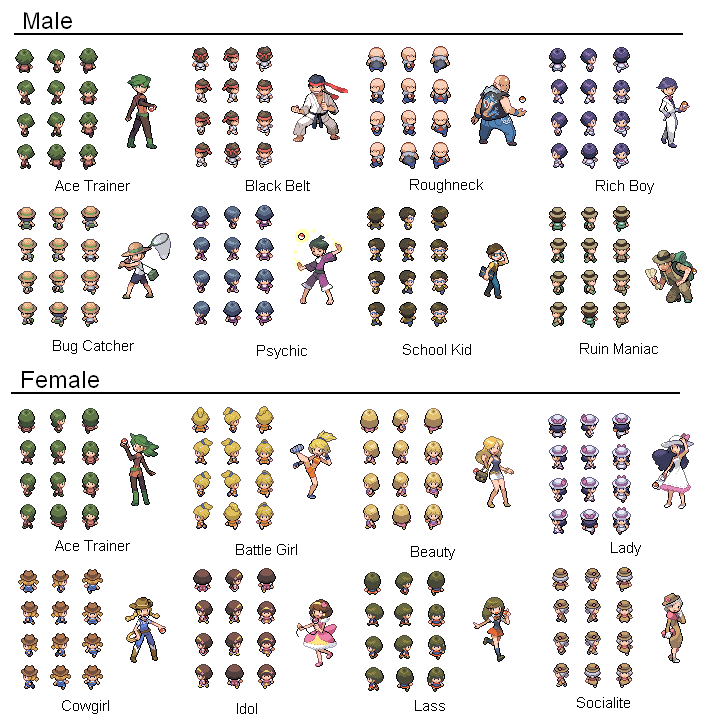 Male
Ace Trainer
Black Belt
Roughneck
Rich Boy
Bug Catcher
Psychic
School Kid
Ruin Maniac
Female
Ace Trainer
Battle Girl
Beauty
Lady
Cowgirl
Idol
Lass
Socialite